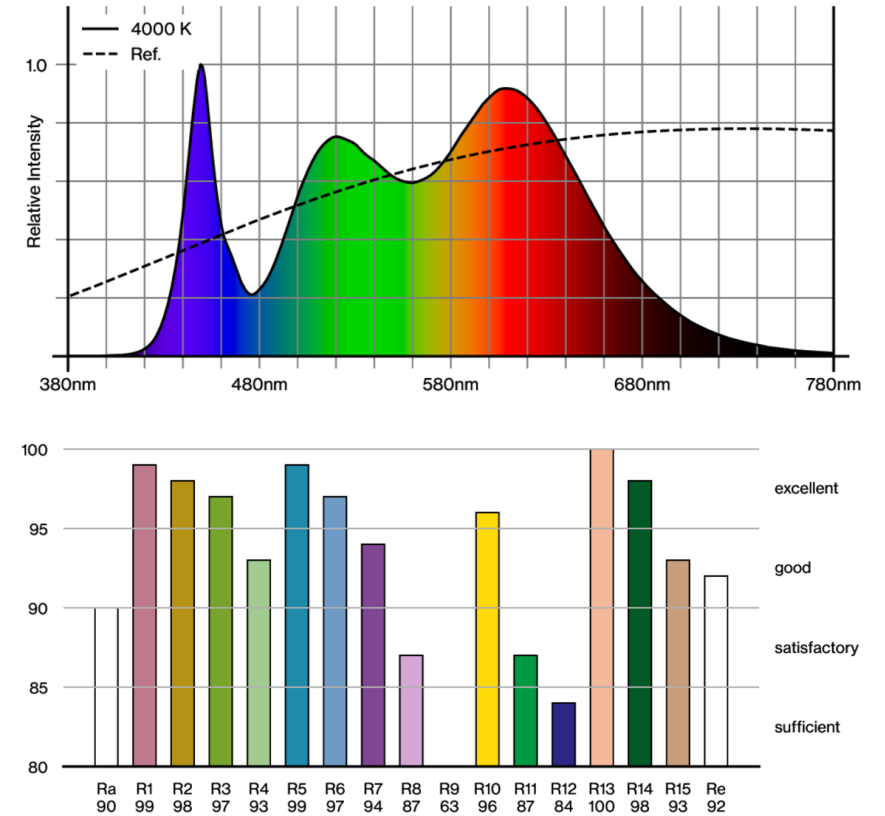 4000 K
Ref.
1.0
Relative Intensity
380nm 480nm 580nm 680nm 780nm
100
excellent
95
good
90
satisfactory
85
sufficient
80
Ra R1 R2 R3 R4 R5 R6 R7 R8 R9 R10 R11 R12 R13 R14 R15 Re
90 99 98 97 93 99 97 94 87 63 96 87 84 100 98 93 92